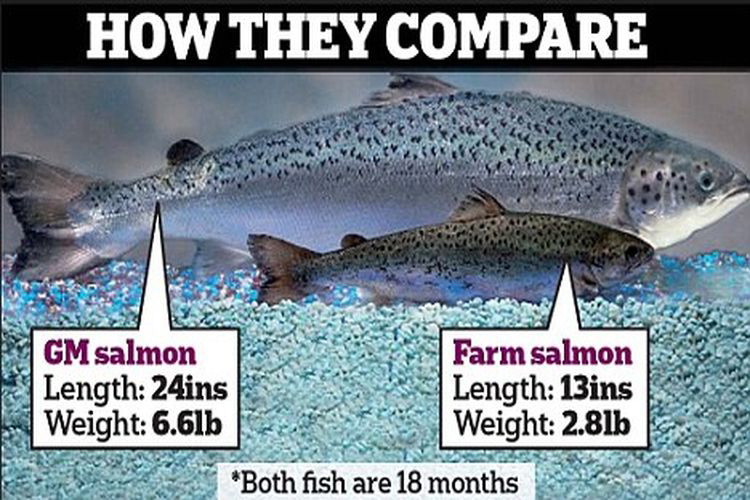 HOW THEY COMPARE
GM salmon
Length: 24ins
Weight: 6.6lb
Farm salmon
Length: 13ins
Weight: 2.8lb
*Both fish are 18 months